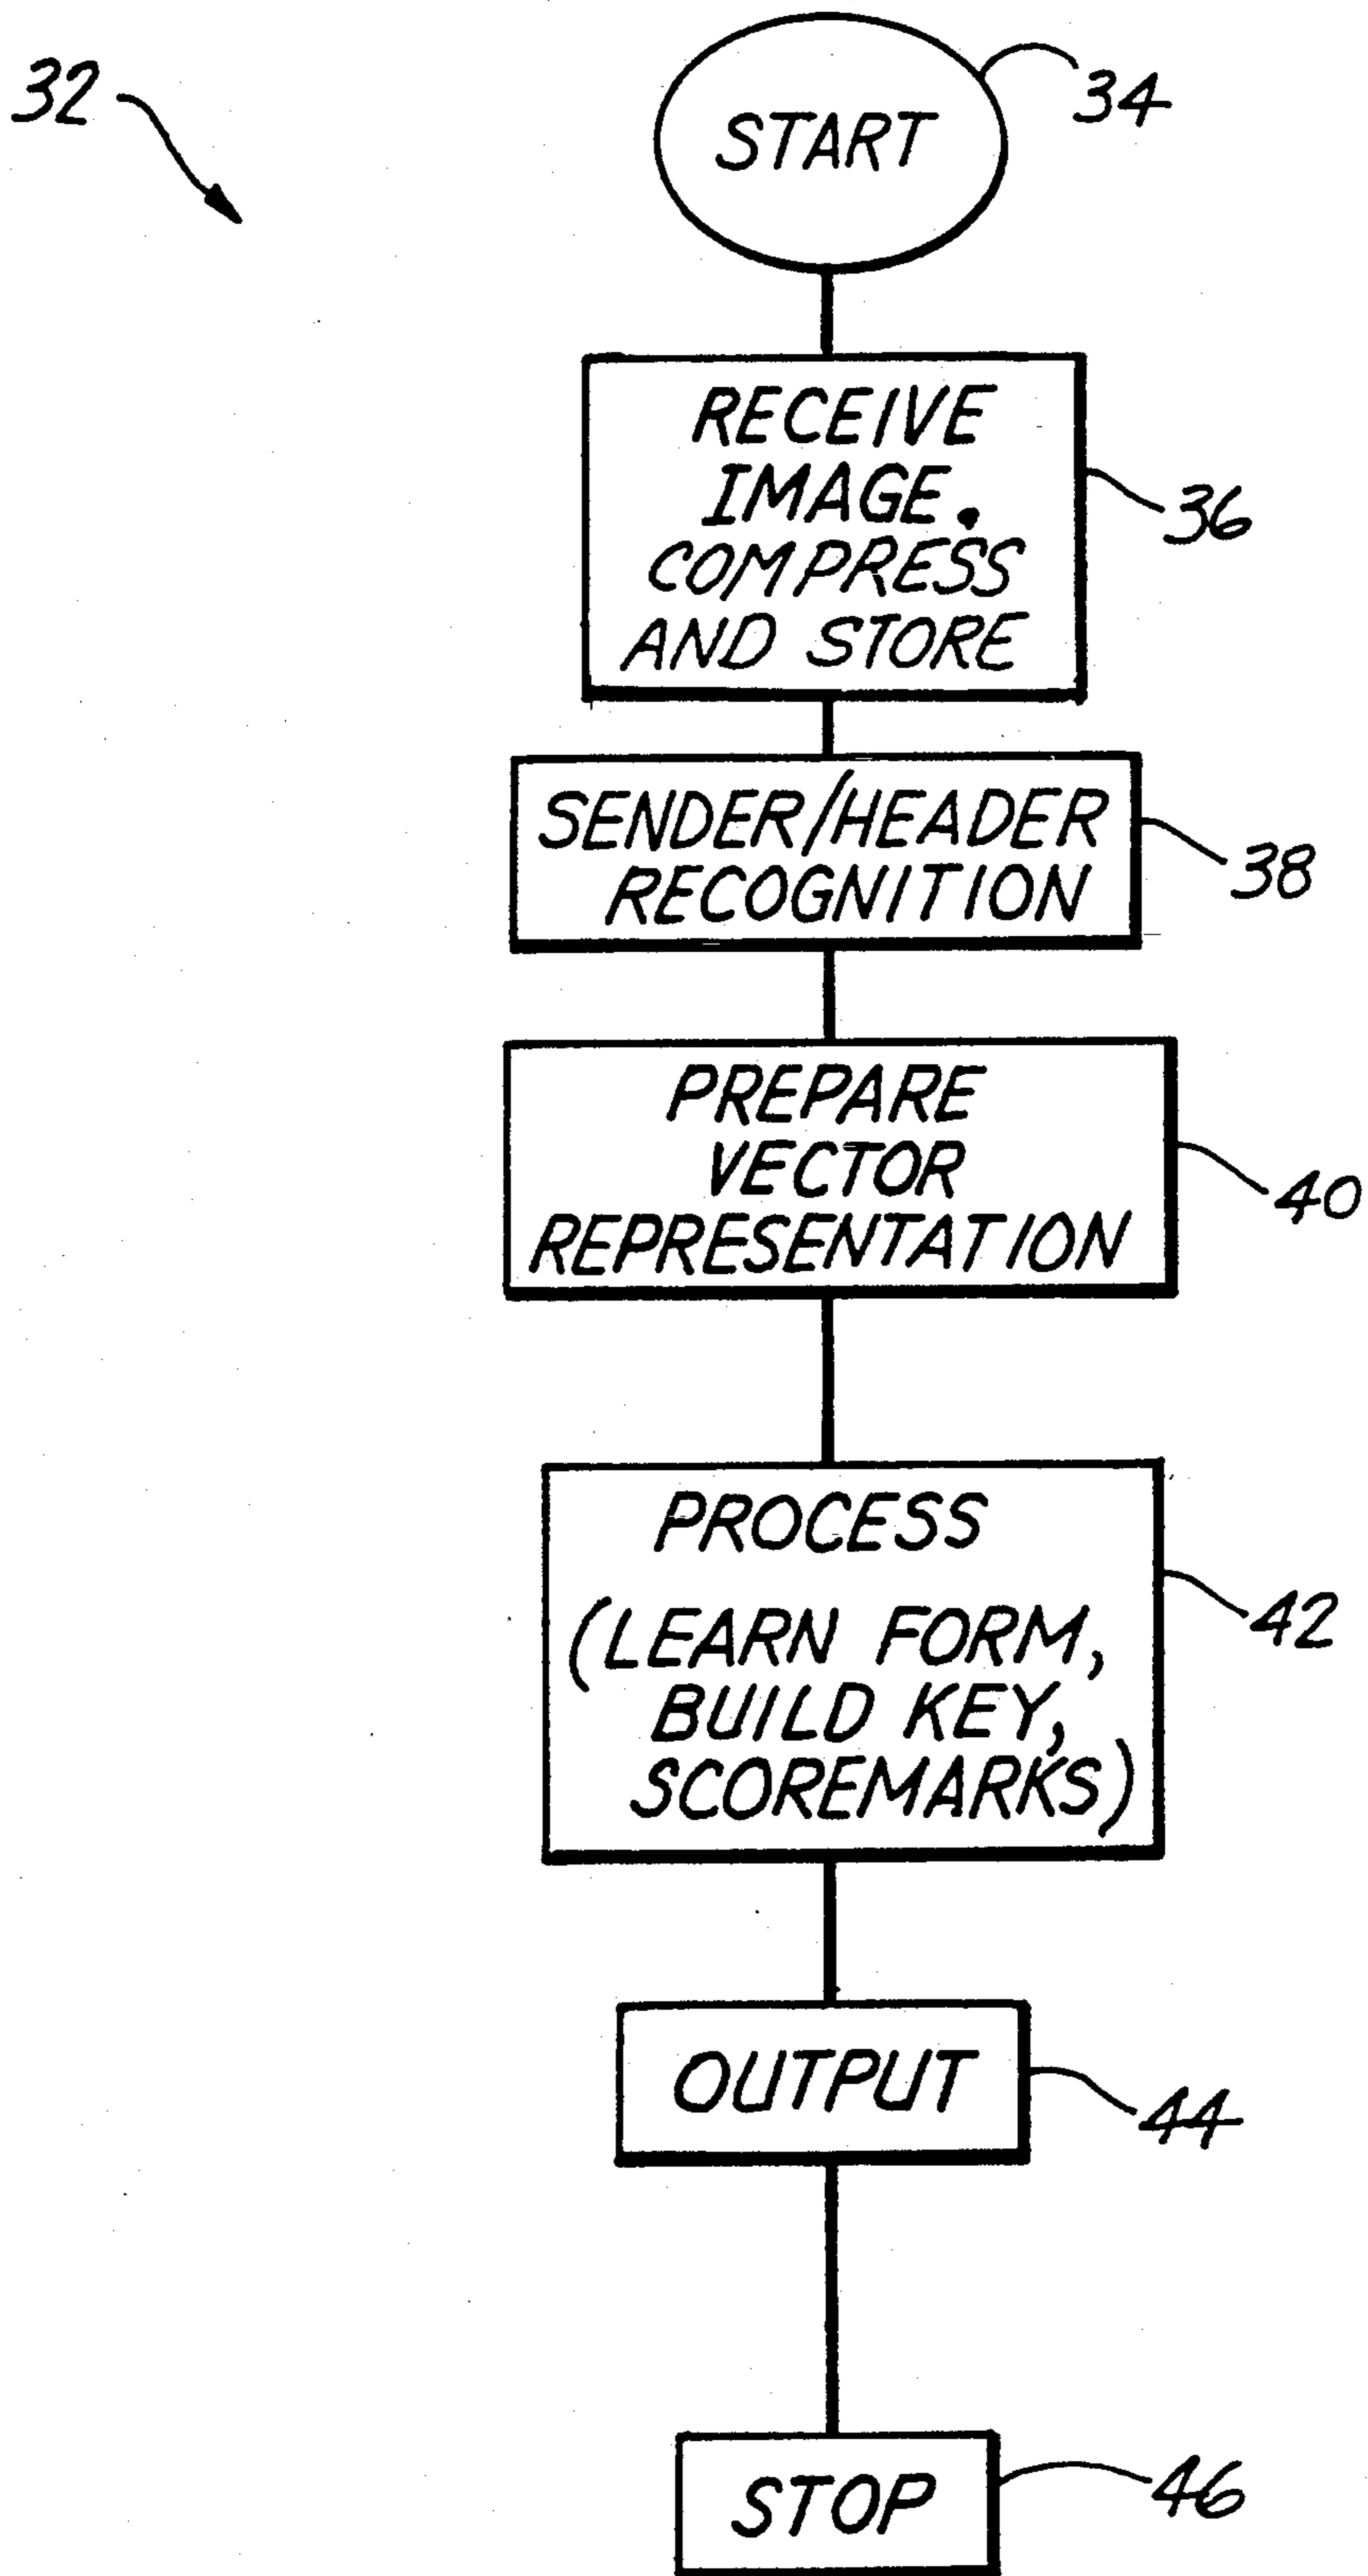 32
START
34
RECEIVE
IMAGE.
COMPRESS
AND STORE
36
SENDER/HEADER
RECOGNITION
38
PREPARE
VECTOR
REPRESENTATION
40
PROCESS
(LEARN FORM,
BUILD KEY,
SCOREMARKS)
42
OUTPUT
44
STOP
46